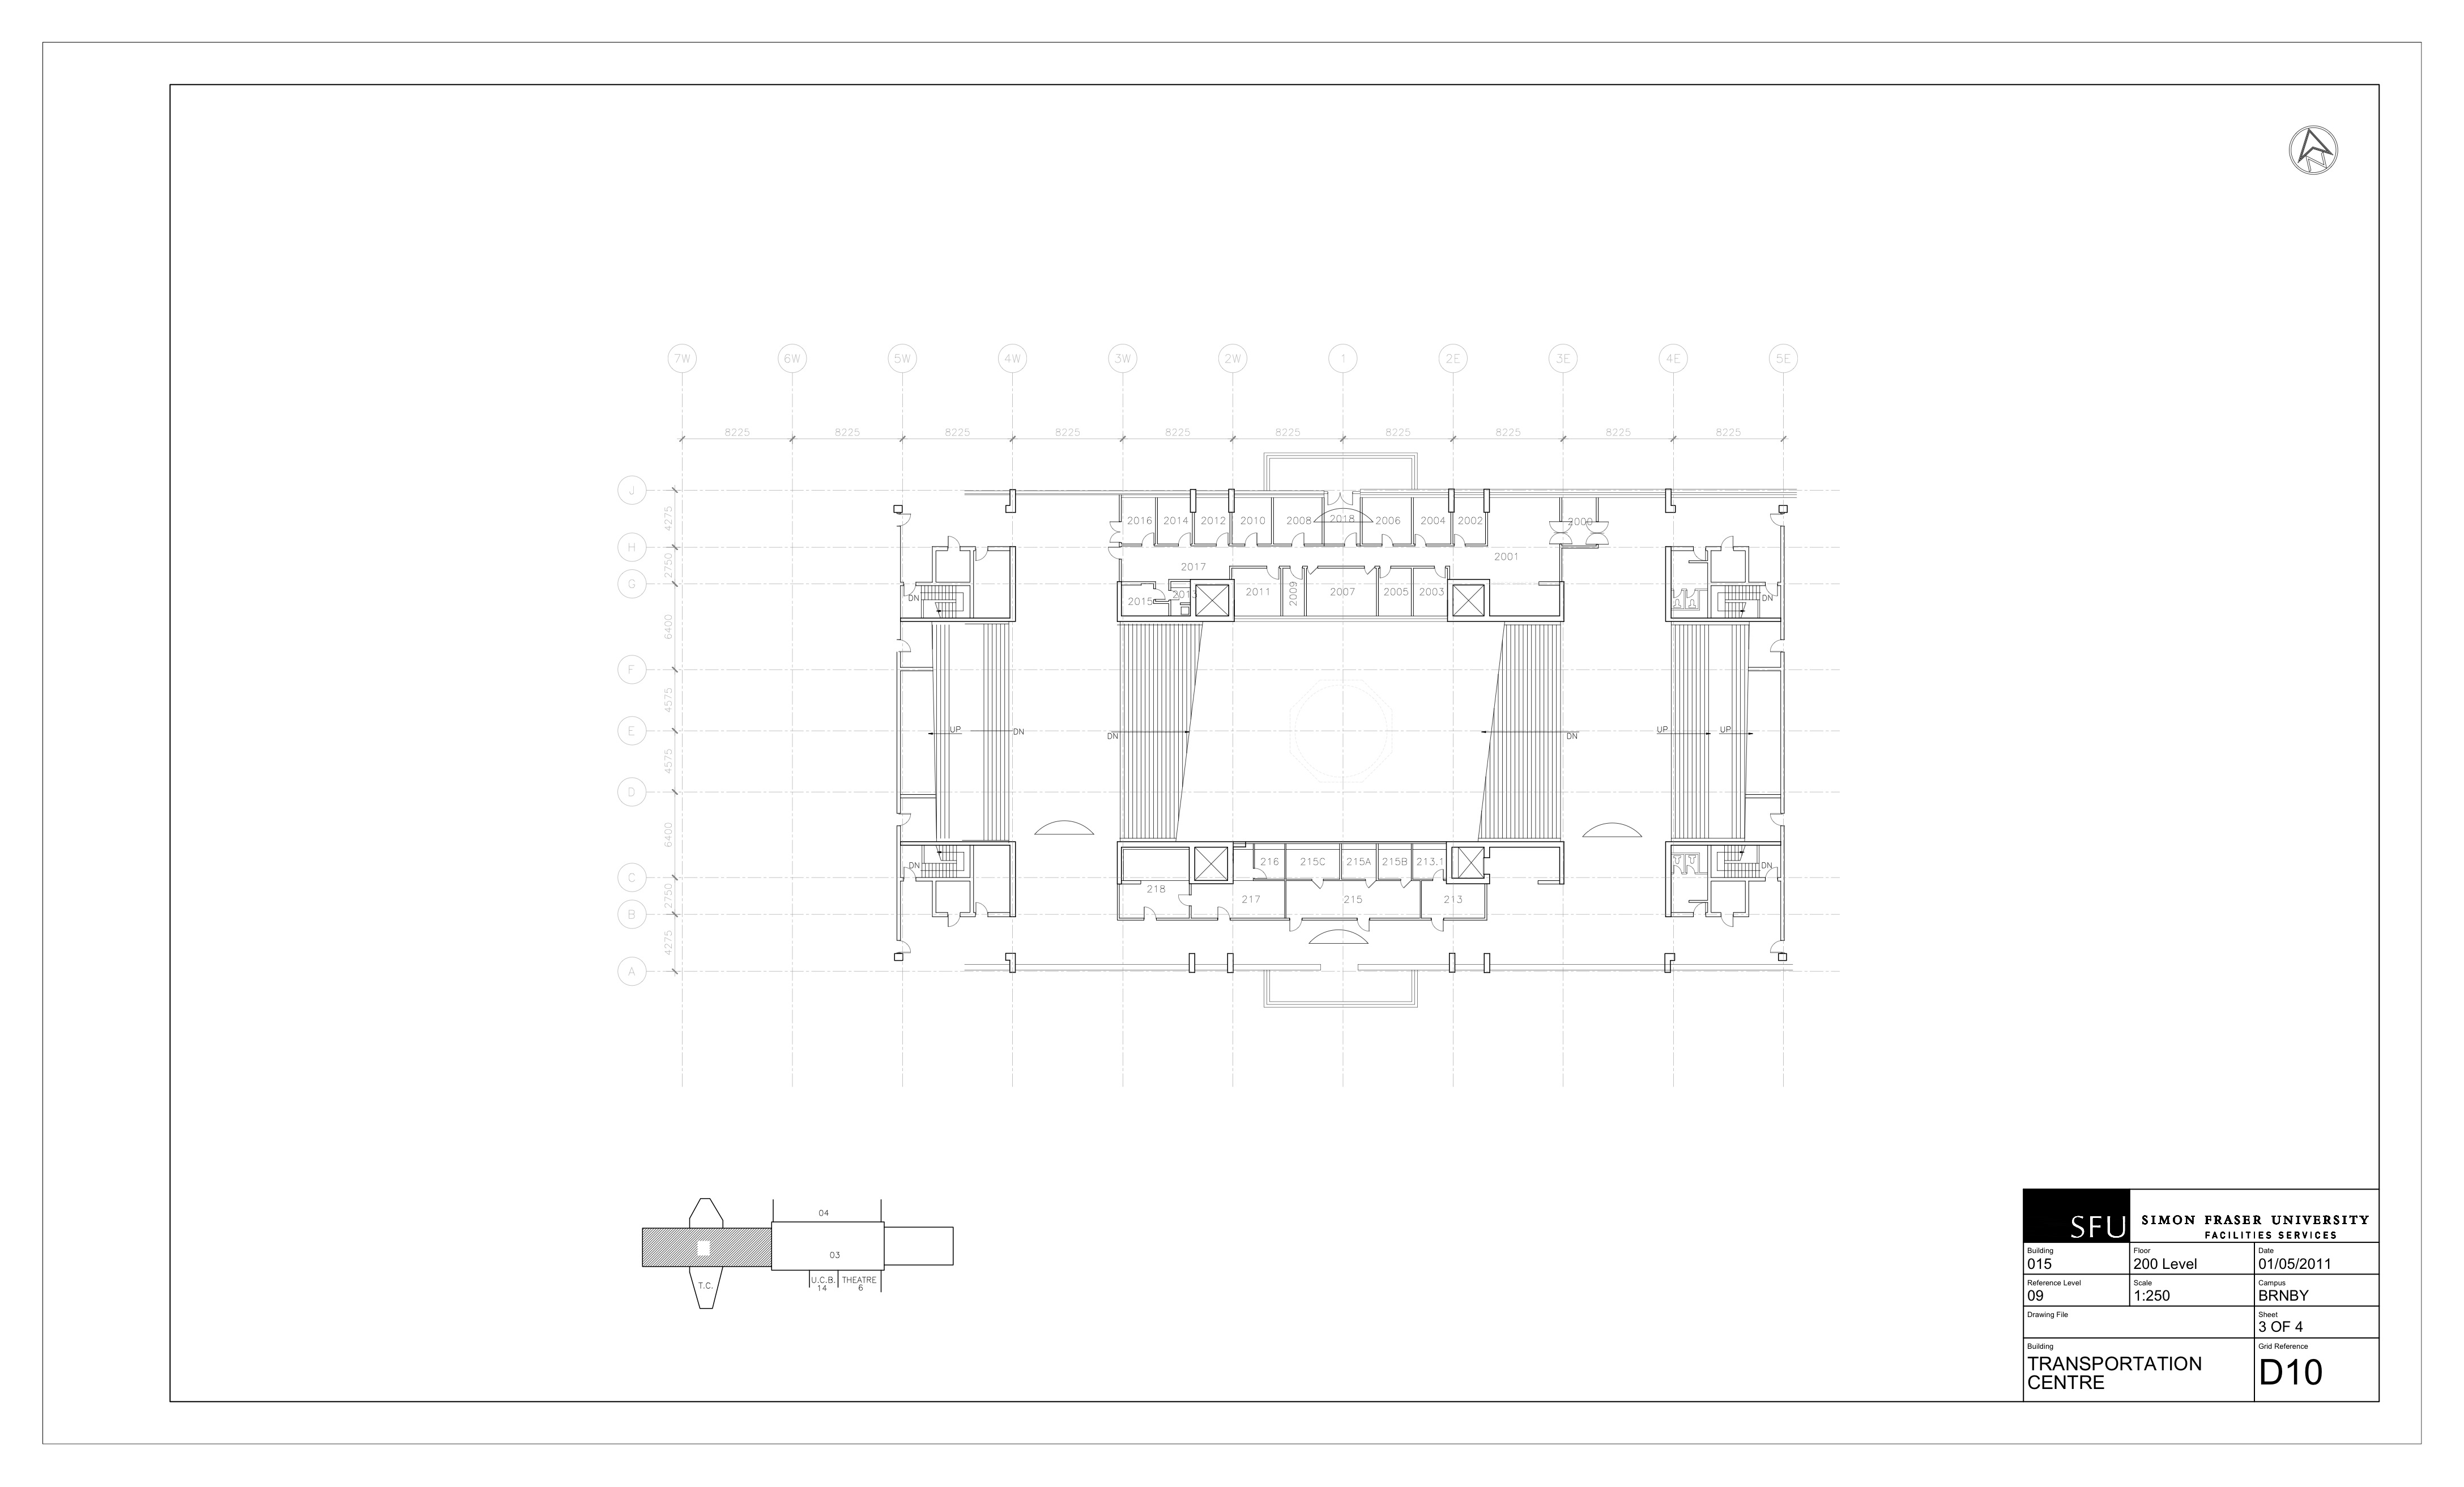 7W 6W 5W 4W 3W 2W 1 2E 3E 4E 5E
8225 8225 8225 8225 8225 8225 8225 8225 8225 8225
J
4275
H
2750
G
6400
F
4575
E
4575
D
6400
C
2750
B
4275
A
2016 2014 2012 2010 2008 2018 2006 2004 2002 2000
2017 2001
2015 2013 2011 2009 2007 2005 2003
DN DN
UP DN DN DN UP UP
DN DN
216 215C 215A 215B 213.1
218 217 215 213
04
03
T.C.
U.C.B. THEATRE
14 6
N
SFU SIMON FRASER UNIVERSITY
FACILITIES SERVICES
Building Floor Date
015 200 Level 01/05/2011
Reference Level Scale Campus
09 1:250 BRNBY
Drawing File Sheet
3 OF 4
Building Grid Reference
TRANSPORTATION
CENTRE
D10